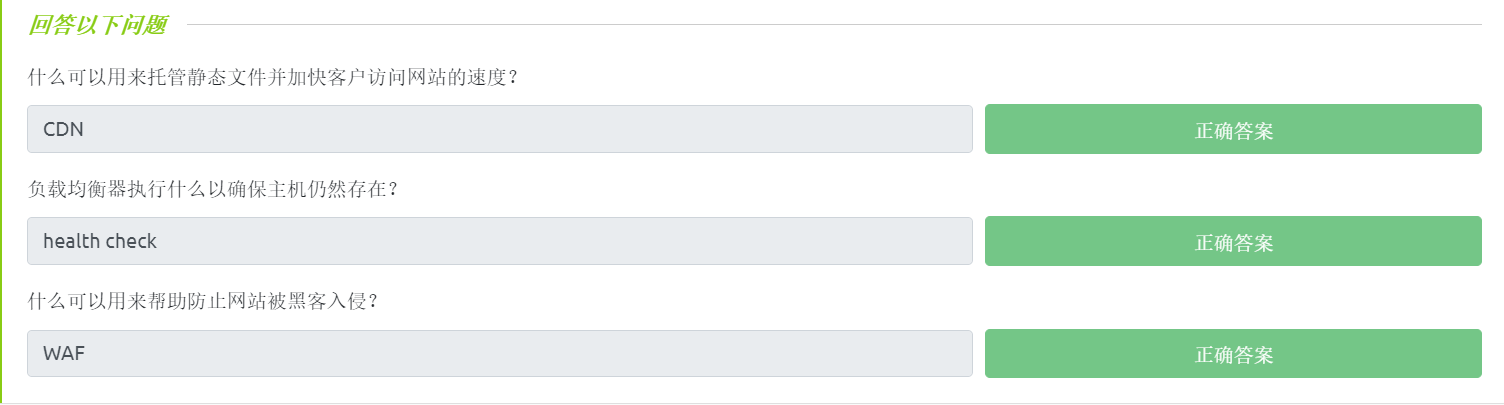 回答以下问题
什么可以用来托管静态文件并加快客户访问网站的速度？
CDN
正确答案
负载均衡器执行什么以确保主机仍然存在？
health check
正确答案
什么可以用来帮助防止网站被黑客入侵？
WAF
正确答案